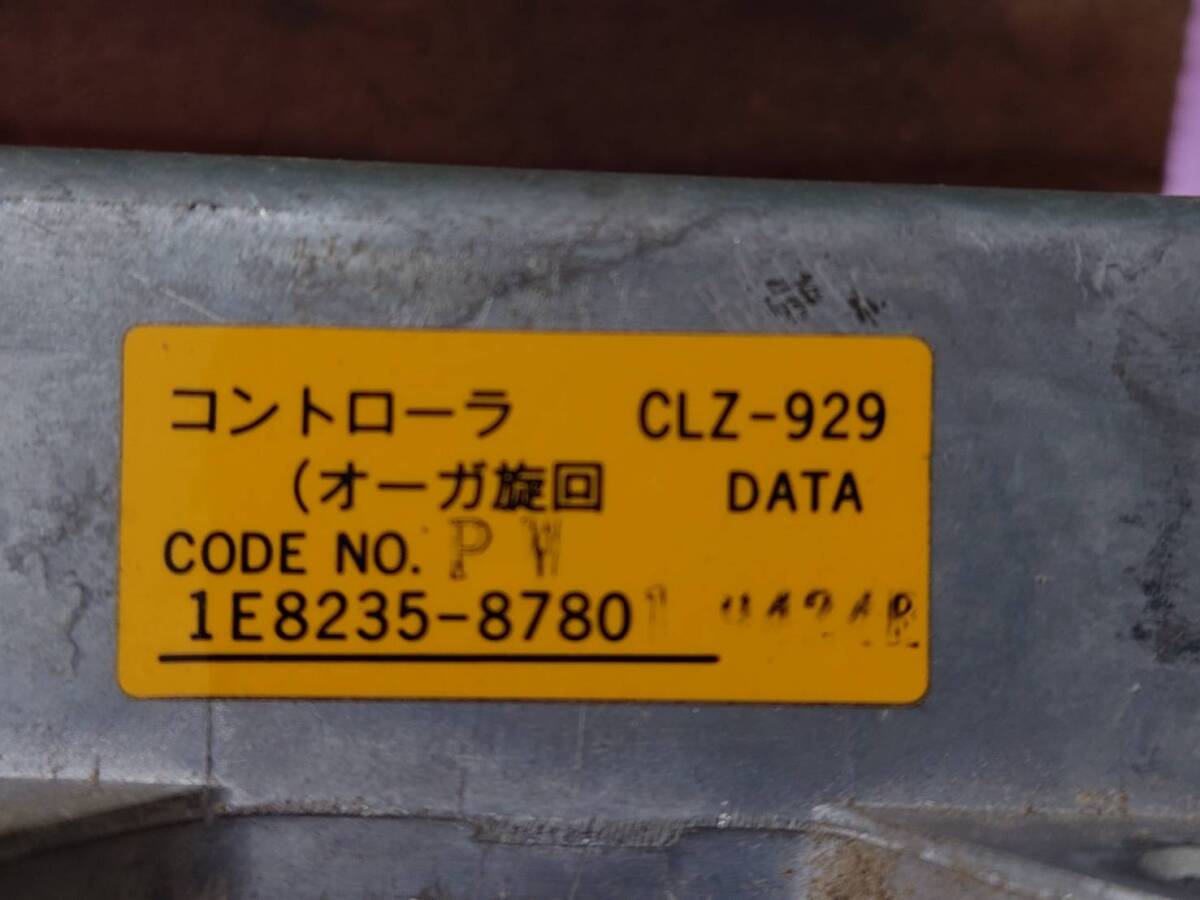 コントローラ CLZ-929
(オーガ旋回 DATA
CODE NO. PW
1E8235-8780